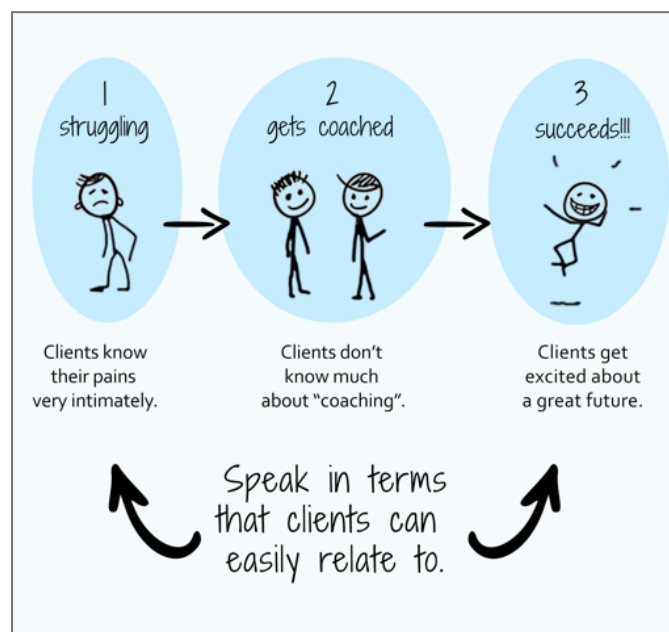 1
struggling
2
gets coached
3
succeeds!!!
Clients know
their pains
very intimately.
Clients don't
know much
about “coaching”.
Clients get
excited about
a great future.
Speak in terms
that clients can
easily relate to.